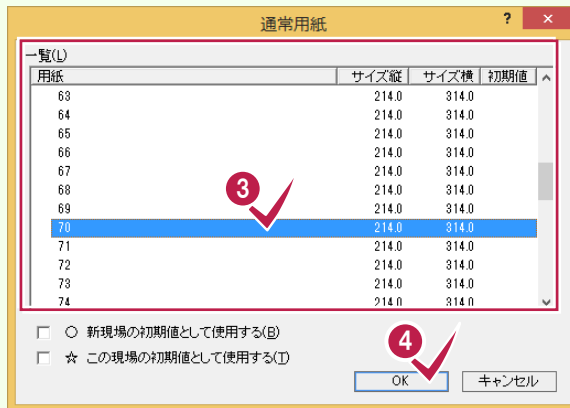 通常用紙
? ×
一覧(L)
用紙 サイズ縦 サイズ横 初期値
63 214.0 314.0
64 214.0 314.0
65 214.0 314.0
66 214.0 314.0
67 214.0 314.0
68 214.0 314.0
69 214.0 314.0
70 214.0 314.0
71 214.0 314.0
72 214.0 314.0
73 214.0 314.0
74 214.0 314.0
3
○ 新現場の初期値として使用する(B)
☆ この現場の初期値として使用する(T)
4
OK キャンセル